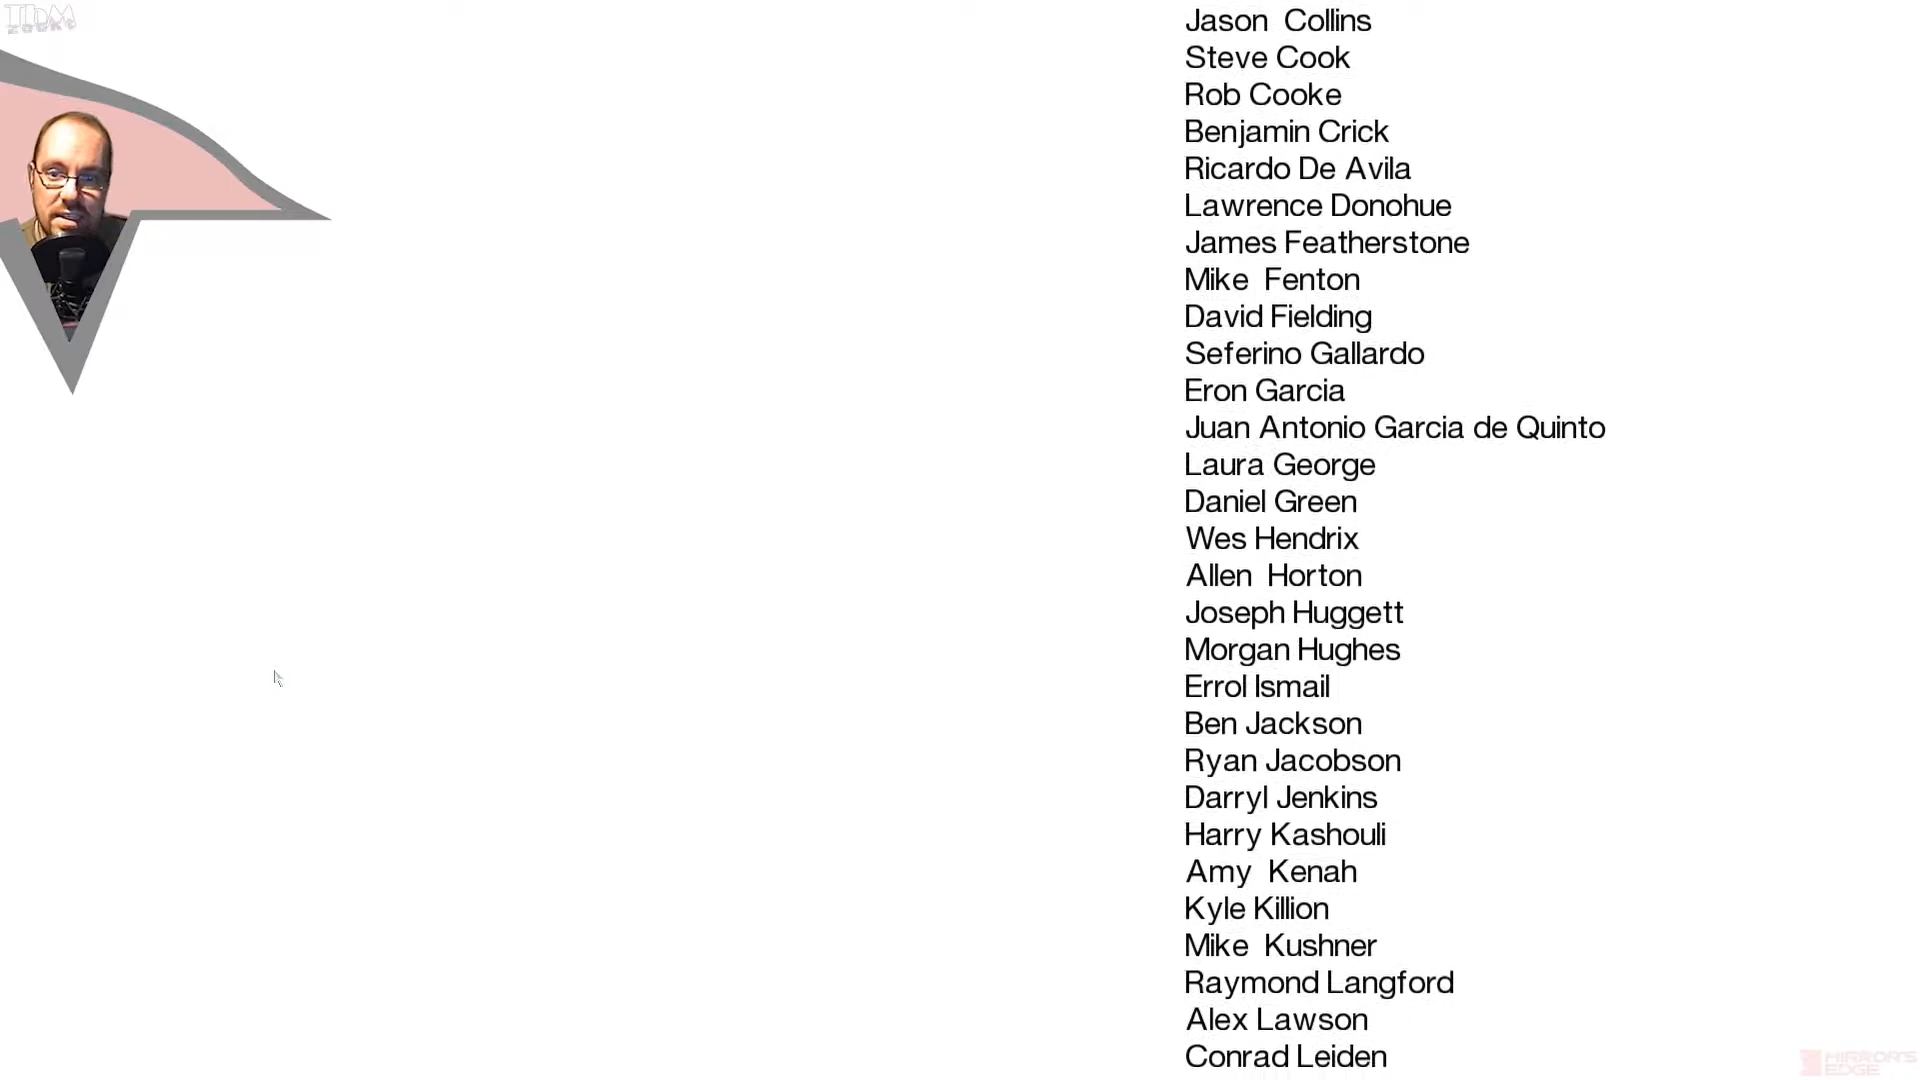 TIDM
Jason  Collins
Steve Cook
Rob Cooke
Benjamin Crick
Ricardo De Avila
Lawrence Donohue
James Featherstone
Mike  Fenton
David Fielding
Seferino Gallardo
Eron Garcia
Juan Antonio Garcia de Quinto
Laura George
Daniel Green
Wes Hendrix
Allen  Horton
Joseph Huggett
Morgan Hughes
Errol Ismail
Ben Jackson
Ryan Jacobson
Darryl Jenkins
Harry Kashouli
Amy  Kenah
Kyle Killion
Mike  Kushner
Raymond Langford
Alex Lawson
Conrad Leiden
MIRROR'S
EDGE